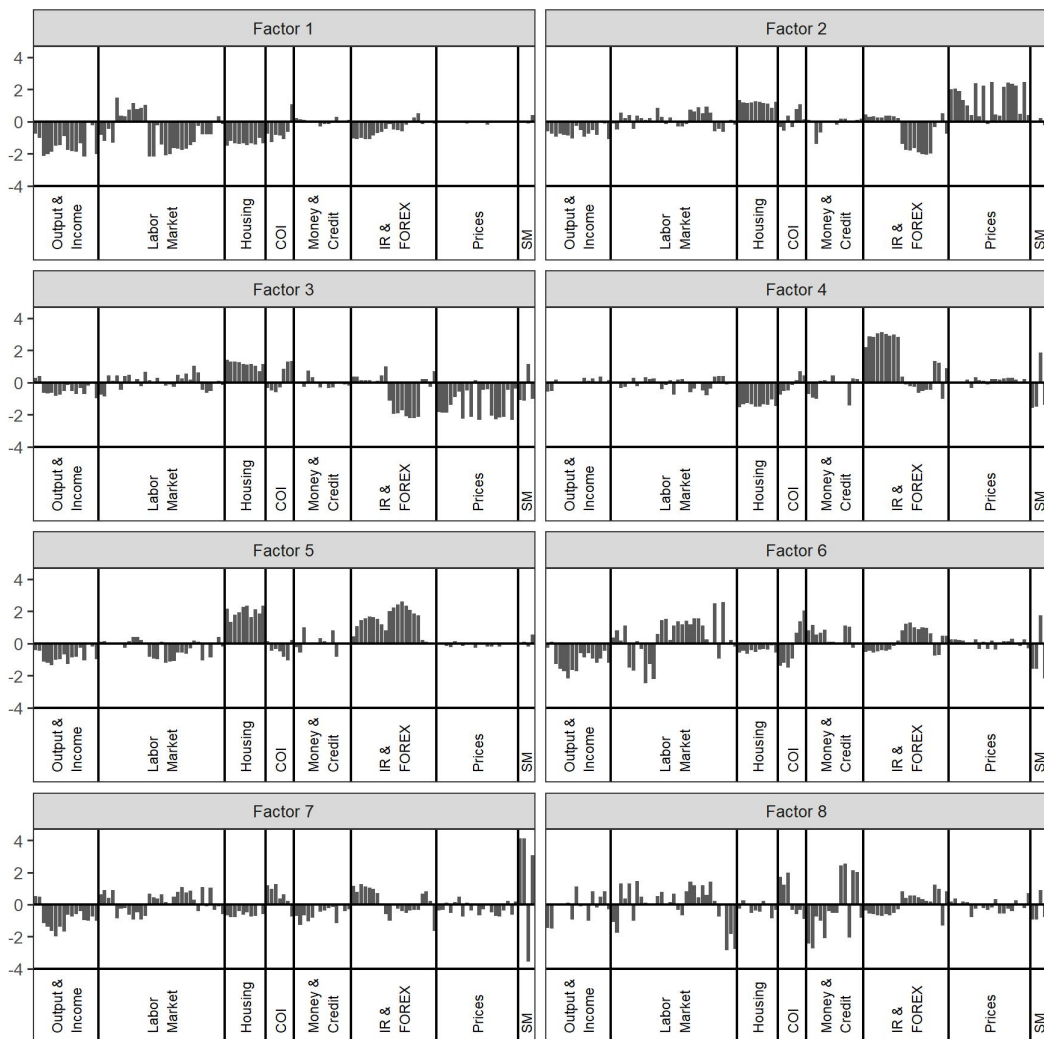 Factor 1
Factor 2
4
2
0
-2
-4
Output &
Income
Labor
Market
Housing
COI
Money &
Credit
IR &
FOREX
Prices
SM
Output &
Income
Labor
Market
Housing
COI
Money &
Credit
IR &
FOREX
Prices
SM
Factor 3
Factor 4
4
2
0
-2
-4
Output &
Income
Labor
Market
Housing
COI
Money &
Credit
IR &
FOREX
Prices
SM
Output &
Income
Labor
Market
Housing
COI
Money &
Credit
IR &
FOREX
Prices
SM
Factor 5
Factor 6
4
2
0
-2
-4
Output &
Income
Labor
Market
Housing
COI
Money &
Credit
IR &
FOREX
Prices
SM
Output &
Income
Labor
Market
Housing
COI
Money &
Credit
IR &
FOREX
Prices
SM
Factor 7
Factor 8
4
2
0
-2
-4
Output &
Income
Labor
Market
Housing
COI
Money &
Credit
IR &
FOREX
Prices
SM
Output &
Income
Labor
Market
Housing
COI
Money &
Credit
IR &
FOREX
Prices
SM